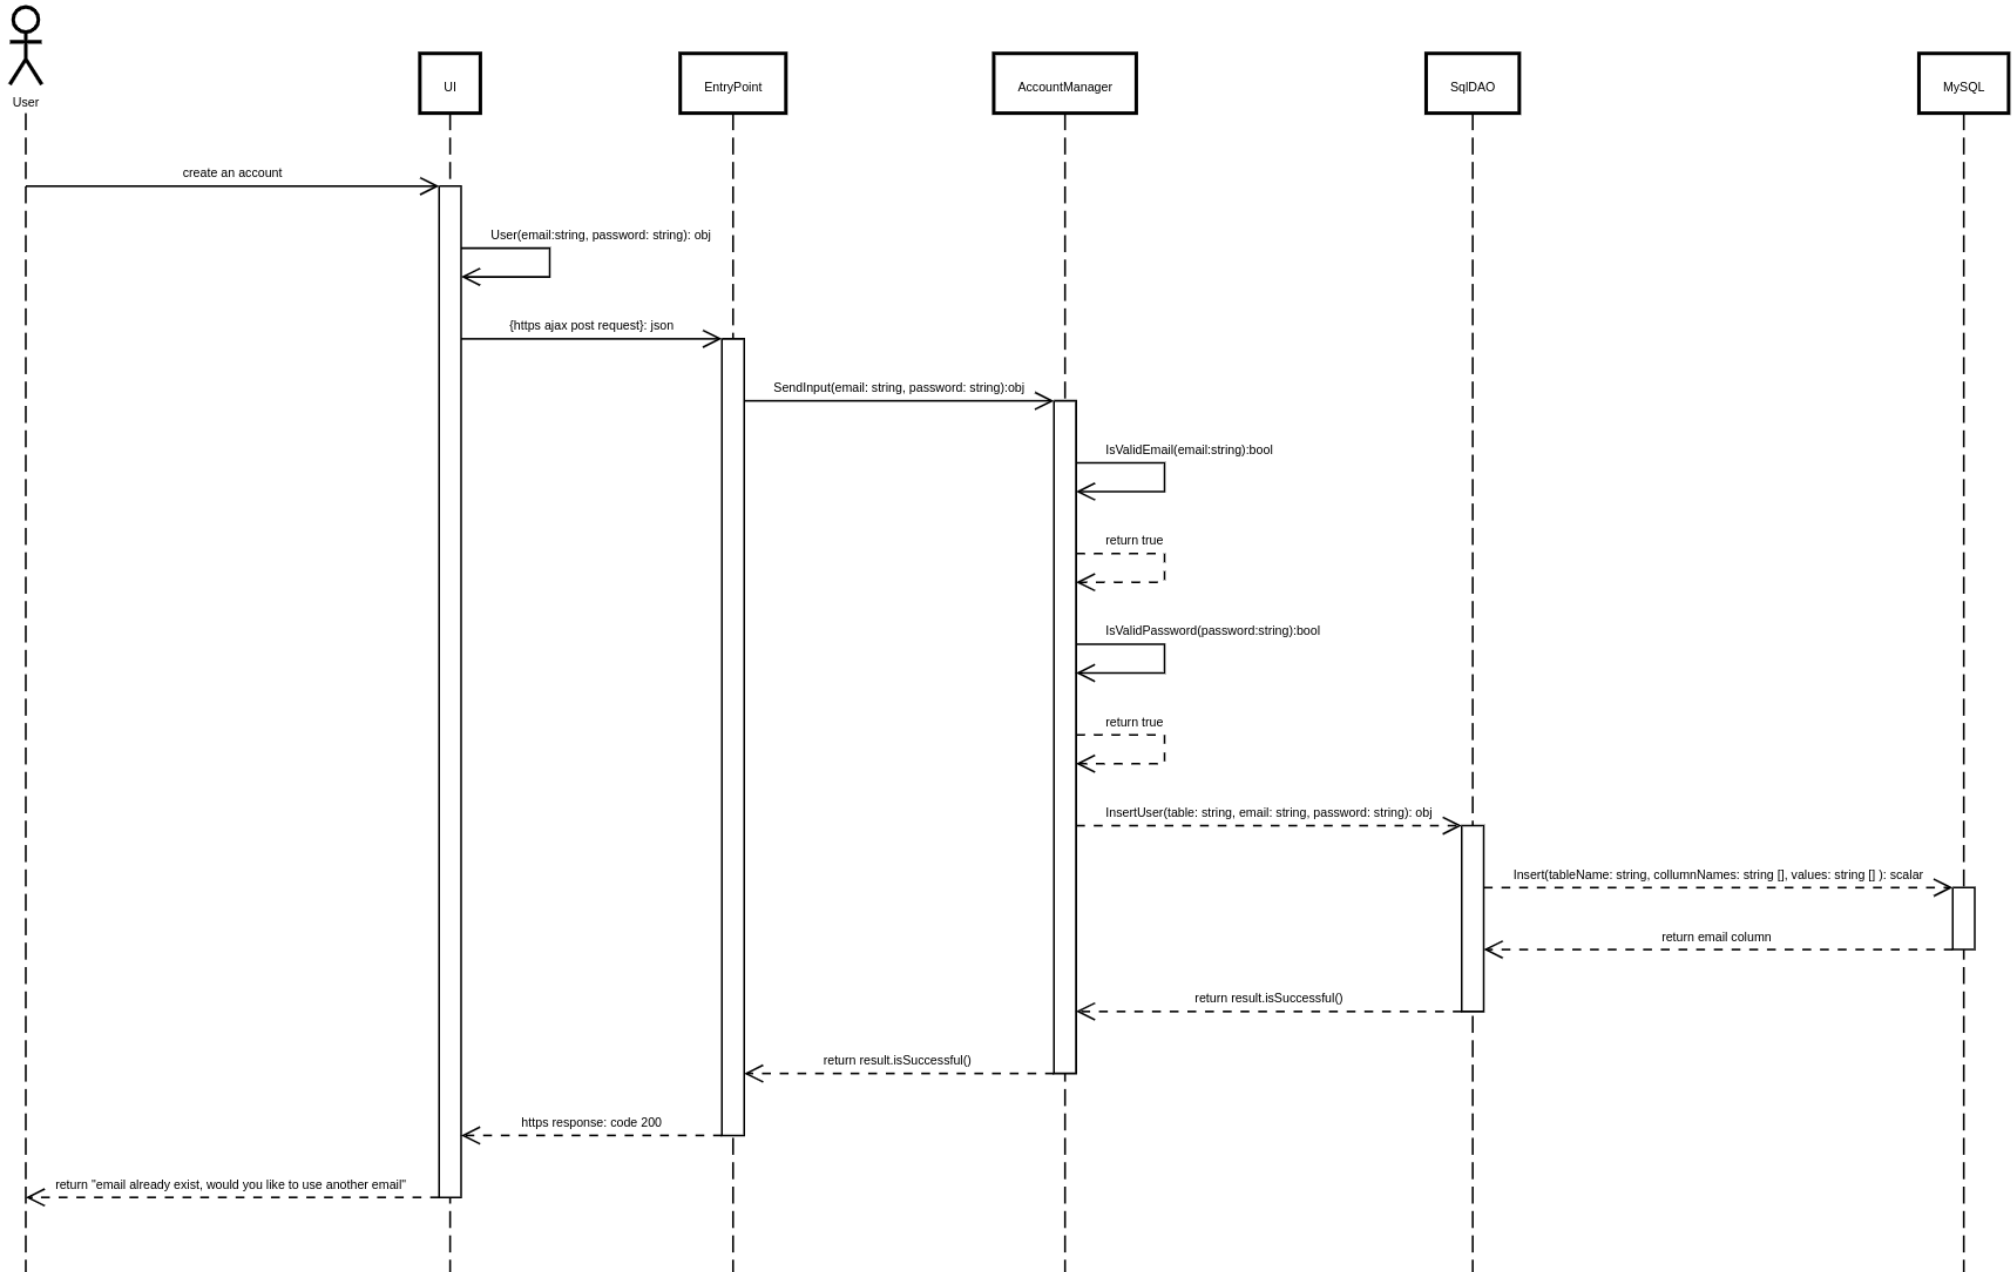 User
UI
EntryPoint
AccountManager
SqlDAO
MySQL
create an account
User(email:string, password: string): obj
{https ajax post request}: json
SendInput(email: string, password: string):obj
IsValidEmail(email:string):bool
return true
IsValidPassword(password:string):bool
return true
InsertUser(table: string, email: string, password: string): obj
Insert(tableName: string, collumnNames: string [], values: string [] ): scalar
return email column
return result.isSuccessful()
return result.isSuccessful()
https response: code 200
return "email already exist, would you like to use another email"